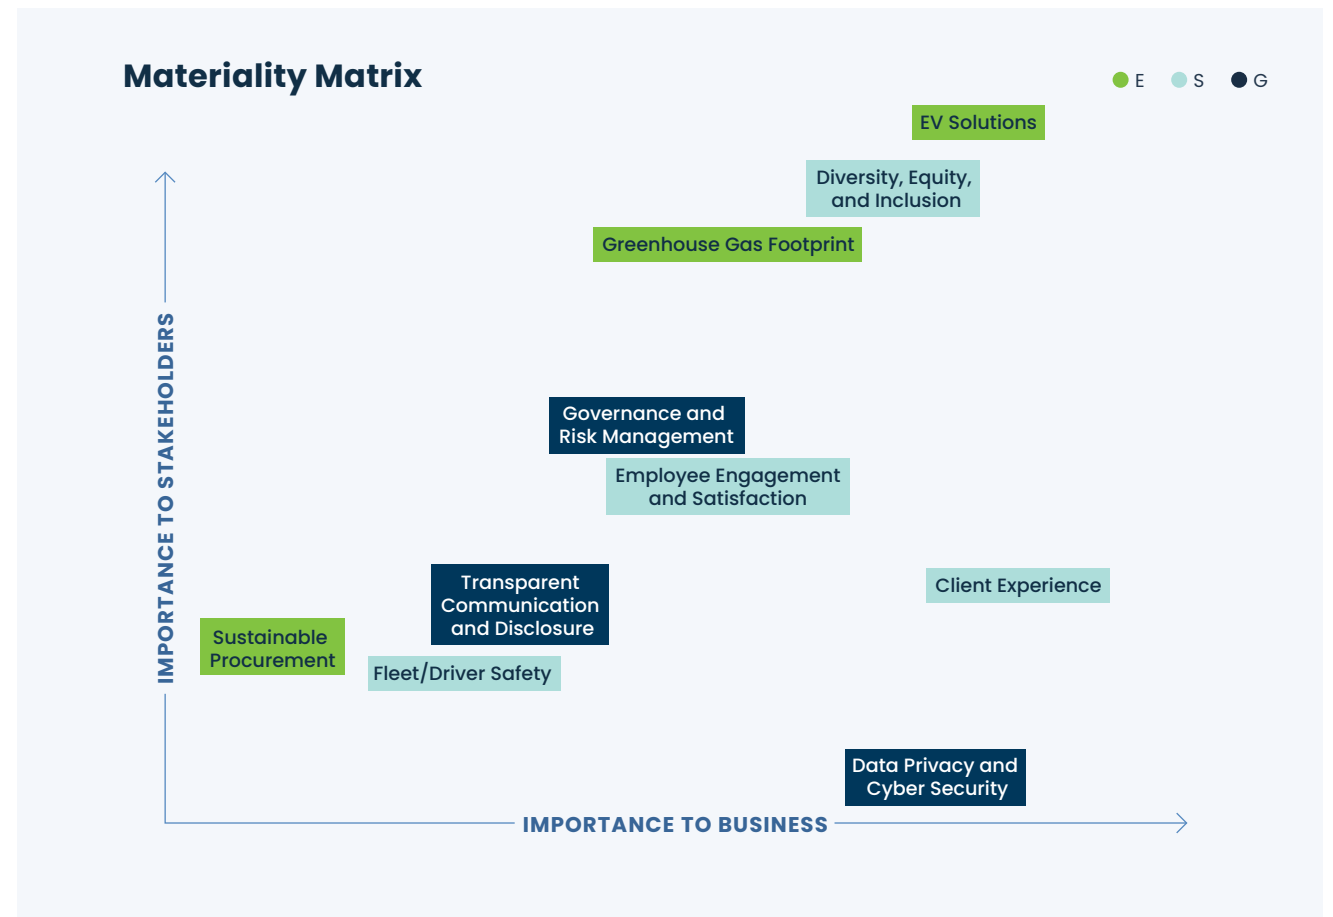 Materiality Matrix
E
S
G
EV Solutions
Diversity, Equity,
and Inclusion
Greenhouse Gas Footprint
IMPORTANCE TO STAKEHOLDERS
Governance and
Risk Management
Employee Engagement
and Satisfaction
Transparent
Communication
and Disclosure
Client Experience
Sustainable
Procurement
Fleet/Driver Safety
Data Privacy and
Cyber Security
IMPORTANCE TO BUSINESS